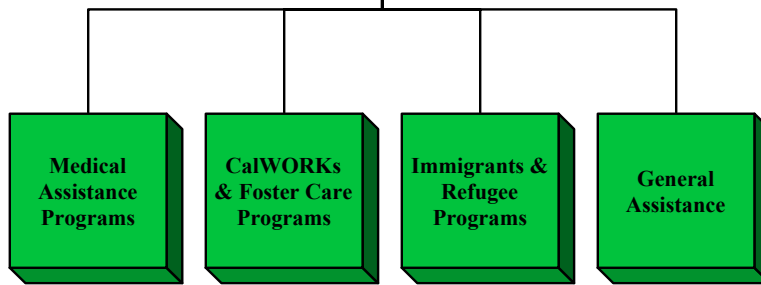 Medical
Assistance
Programs
CalWORKs
& Foster Care
Programs
Immigrants &
Refugee
Programs
General
Assistance